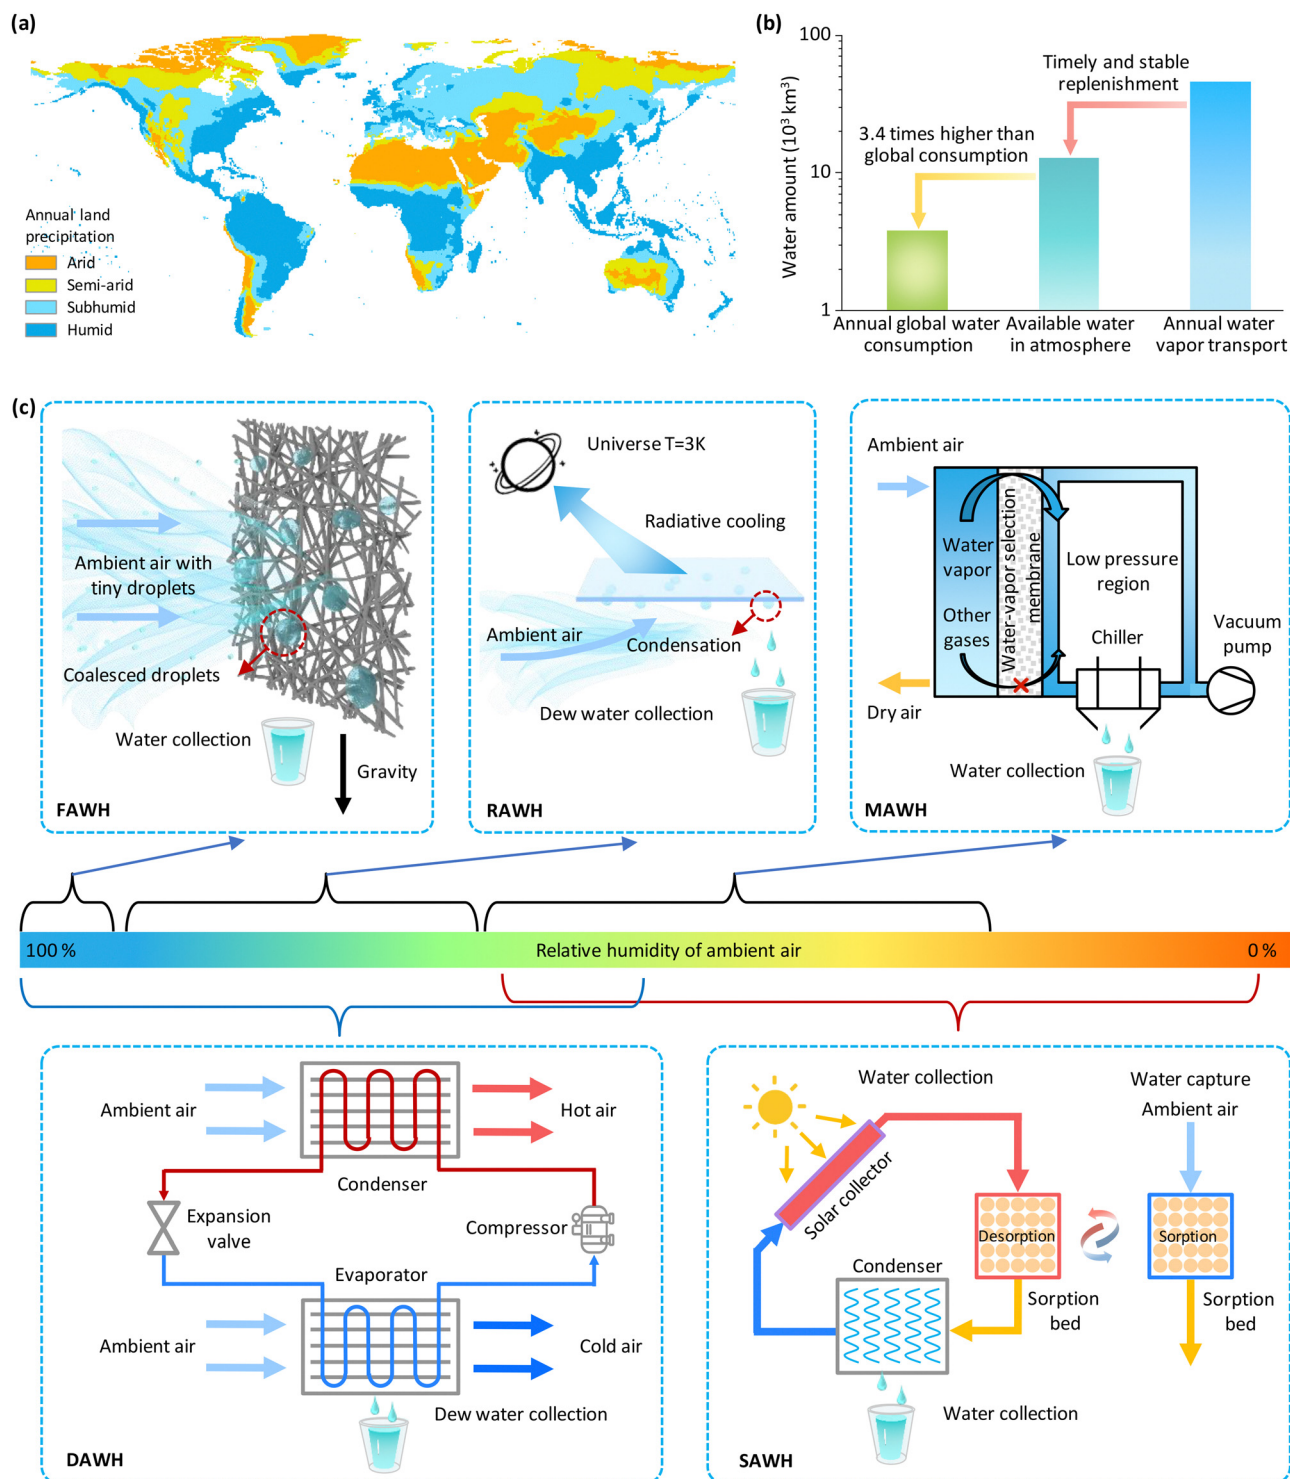 (a)
Annual land
precipitation
Arid
Semi-arid
Subhumid
Humid
(b)
Water amount (10³ km³)
100
10
1
3.4 times higher than
global consumption
Timely and stable
replenishment
Annual global water
consumption
Available water
in atmosphere
Annual water
vapor transport
(c)
Ambient air with
tiny droplets
Coalesced droplets
Water collection
Gravity
FAWH
Universe T=3K
Radiative cooling
Ambient air
Condensation
Dew water collection
RAWH
Ambient air
Water
vapor
Other
gases
Water-vapor selection
membrane
Low pressure
region
Chiller
Vacuum
pump
Dry air
Water collection
MAWH
100 %
Relative humidity of ambient air
0 %
Ambient air
Hot air
Condenser
Expansion
valve
Compressor
Evaporator
Ambient air
Cold air
Dew water collection
DAWH
Water collection
Water capture
Ambient air
Solar collector
Desorption
Sorption
Condenser
Sorption
bed
Sorption
bed
Water collection
SAWH